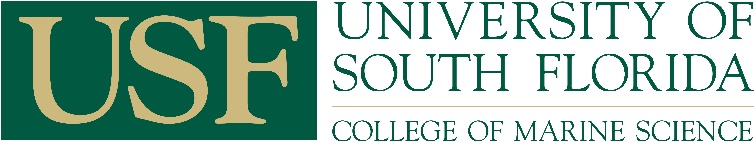 USF
UNIVERSITY OF
SOUTH FLORIDA
COLLEGE OF MARINE SCIENCE